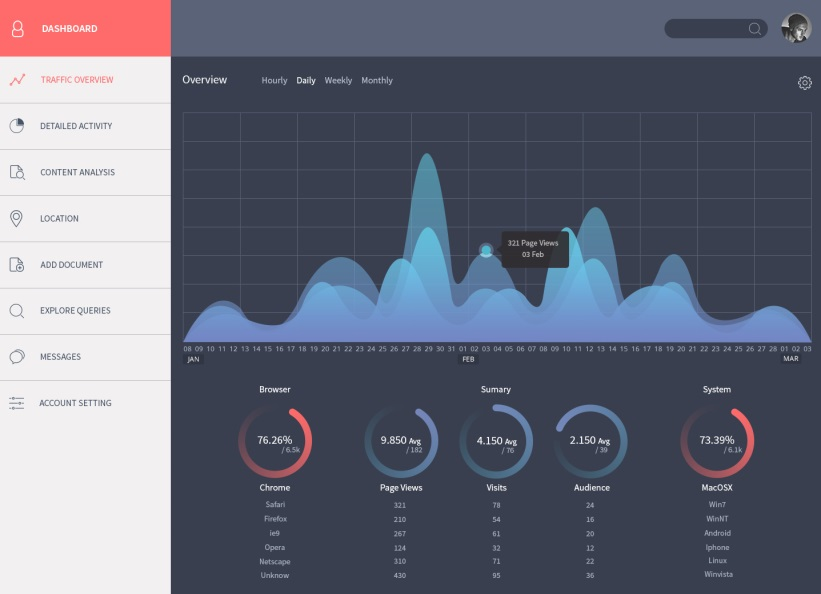 DASHBOARD
TRAFFIC OVERVIEW
DETAILED ACTIVITY
CONTENT ANALYSIS
LOCATION
ADD DOCUMENT
EXPLORE QUERIES
MESSAGES
ACCOUNT SETTING
Overview Hourly Daily Weekly Monthly
321 Page Views
03 Feb
08 09 10 11 12 13 14 15 16 17 18 19 20 21 22 23 24 25 26 27 28 29 30 31 01 02 03 04 05 06 07 08 09 10 11 12 13 14 15 16 17 18 19 20 21 22 23 24 25 26 27 28 01 02 03
JAN FEB MAR
Browser Sumary System
76.26% 9.850 Avg 4.150 Avg 2.150 Avg 73.39%
/ 6.5k / 182 / 76 / 39 / 6.1k
Chrome Page Views Visits Audience MacOSX
Safari 321 78 24 Win7
Firefox 210 54 16 WinNT
ie9 267 61 20 Android
Opera 124 32 12 Iphone
Netscape 310 71 22 Linux
Unknow 430 95 36 Winvista